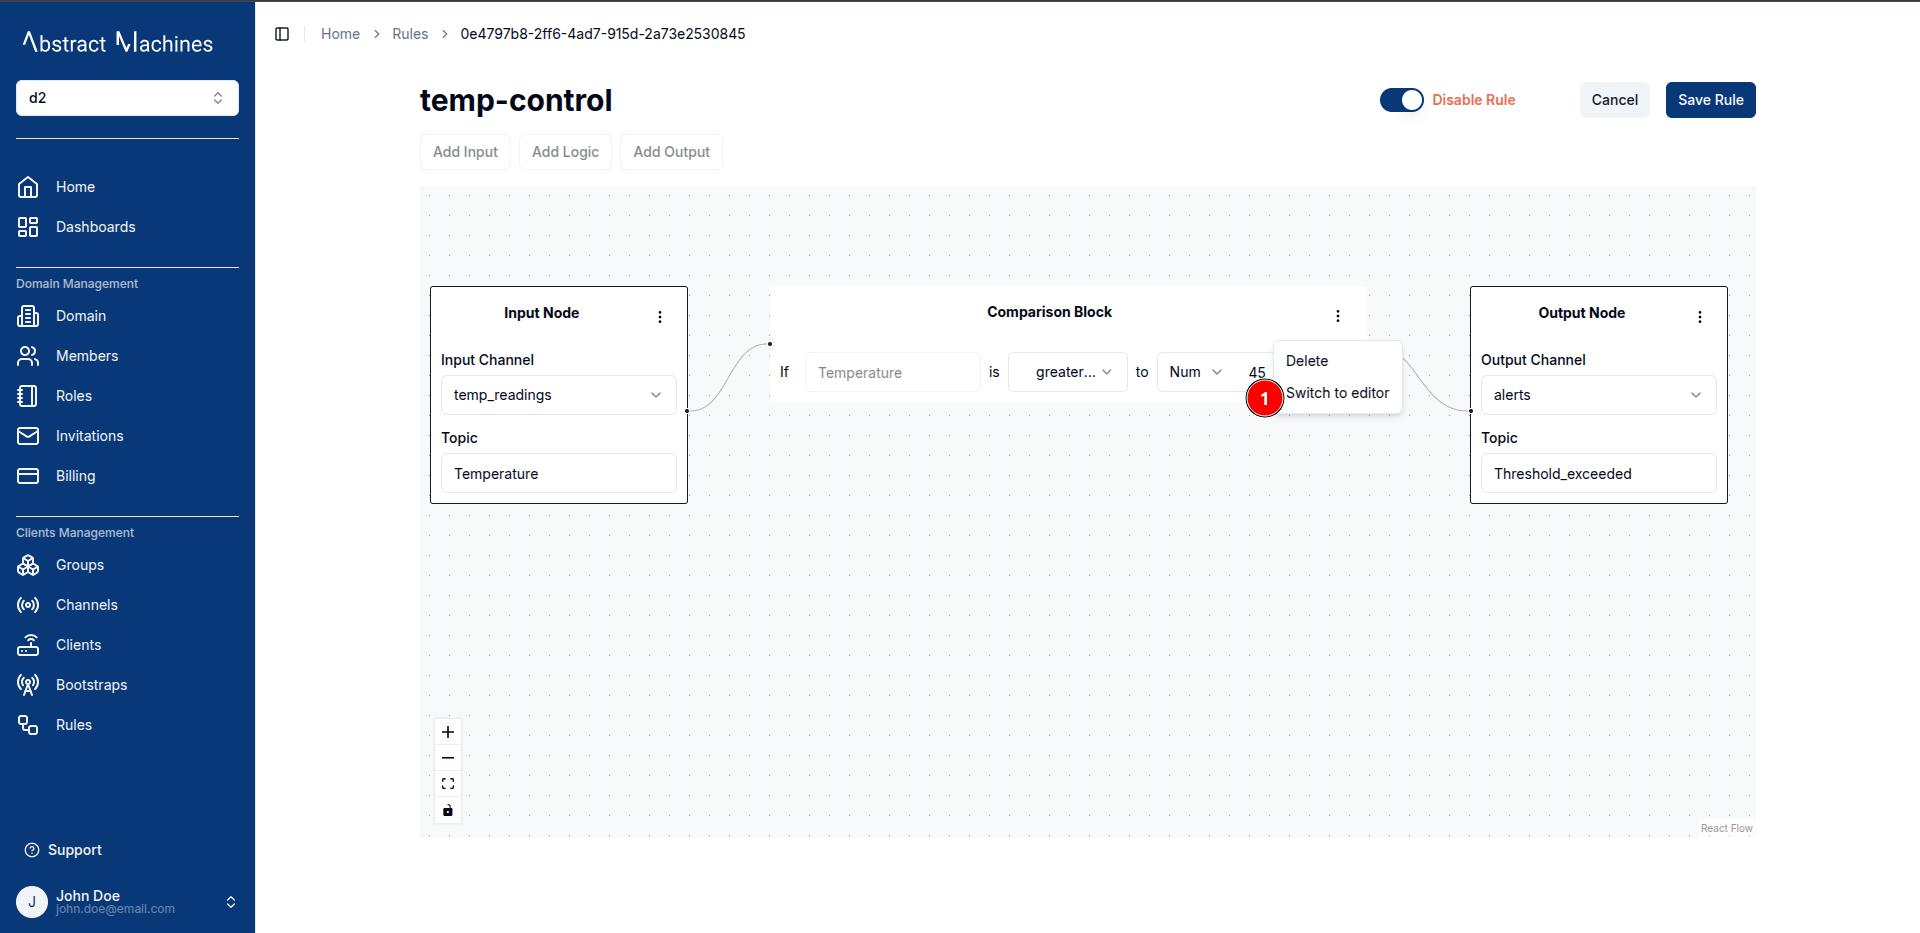 Abstract Machines
d2
Home
Dashboards
Domain Management
Domain
Members
Roles
Invitations
Billing
Clients Management
Groups
Channels
Clients
Bootstraps
Rules
Support
J
John Doe
john.doe@email.com
Home > Rules > 0e4797b8-2ff6-4ad7-915d-2a73e2530845
temp-control
Disable Rule
Cancel
Save Rule
Add Input
Add Logic
Add Output
Input Node
Input Channel
temp_readings
Topic
Temperature
Comparison Block
If Temperature is greater... to Num 45
Delete
1 Switch to editor
Output Node
Output Channel
alerts
Topic
Threshold_exceeded
React Flow